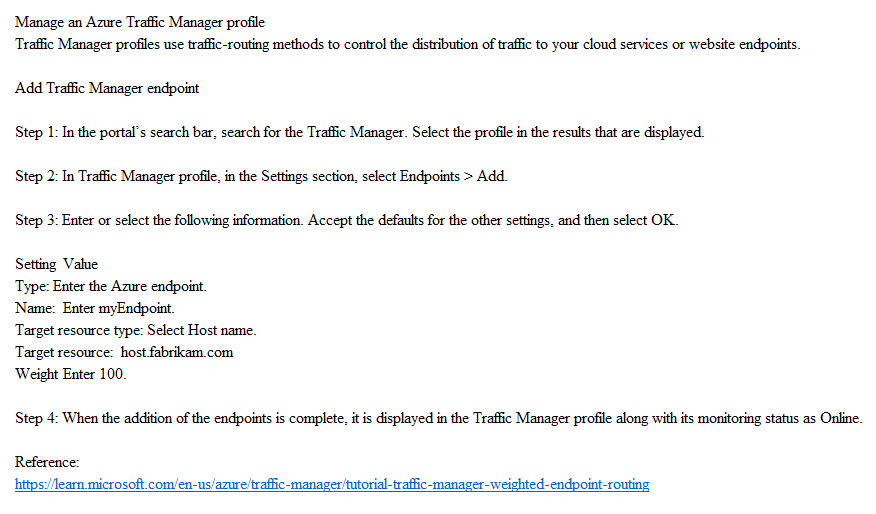 Manage an Azure Traffic Manager profile
Traffic Manager profiles use traffic-routing methods to control the distribution of traffic to your cloud services or website endpoints.
Add Traffic Manager endpoint
Step 1: In the portal's search bar, search for the Traffic Manager. Select the profile in the results that are displayed.
Step 2: In Traffic Manager profile, in the Settings section, select Endpoints > Add.
Step 3: Enter or select the following information. Accept the defaults for the other settings, and then select OK.
Setting Value
Type: Enter the Azure endpoint.
Name: Enter myEndpoint.
Target resource type: Select Host name.
Target resource: host.fabrikam.com
Weight Enter 100.
Step 4: When the addition of the endpoints is complete, it is displayed in the Traffic Manager profile along with its monitoring status as Online.
Reference:
https://learn.microsoft.com/en-us/azure/traffic-manager/tutorial-traffic-manager-weighted-endpoint-routing